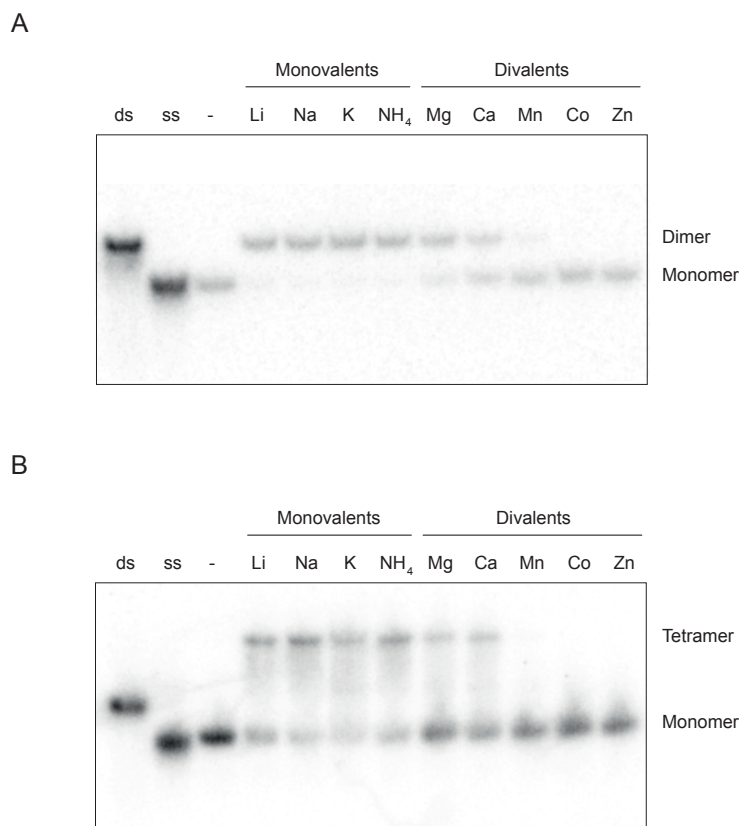 A
Monovalents Divalents
ds ss - Li Na K NH₄ Mg Ca Mn Co Zn
Dimer
Monomer
B
Monovalents Divalents
ds ss - Li Na K NH₄ Mg Ca Mn Co Zn
Tetramer
Monomer